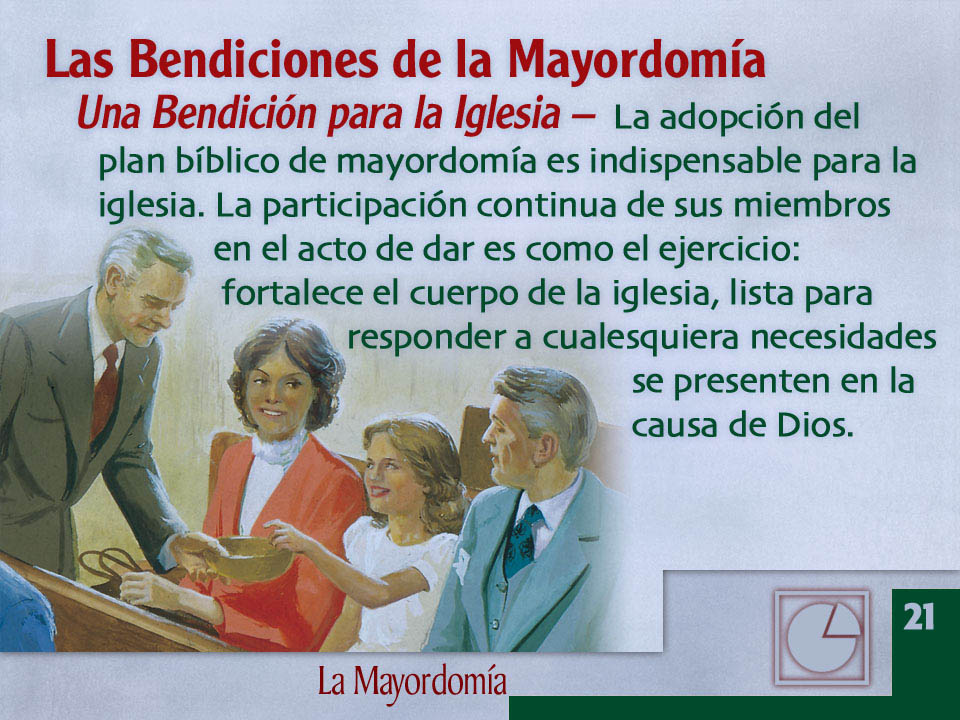 Las Bendiciones de la Mayordomía
Una Bendición para la Iglesia – La adopción del
plan bíblico de mayordomía es indispensable para la
iglesia. La participación continua de sus miembros
en el acto de dar es como el ejercicio:
fortalece el cuerpo de la iglesia, lista para
responder a cualesquiera necesidades
se presenten en la
causa de Dios.
21
La Mayordomía